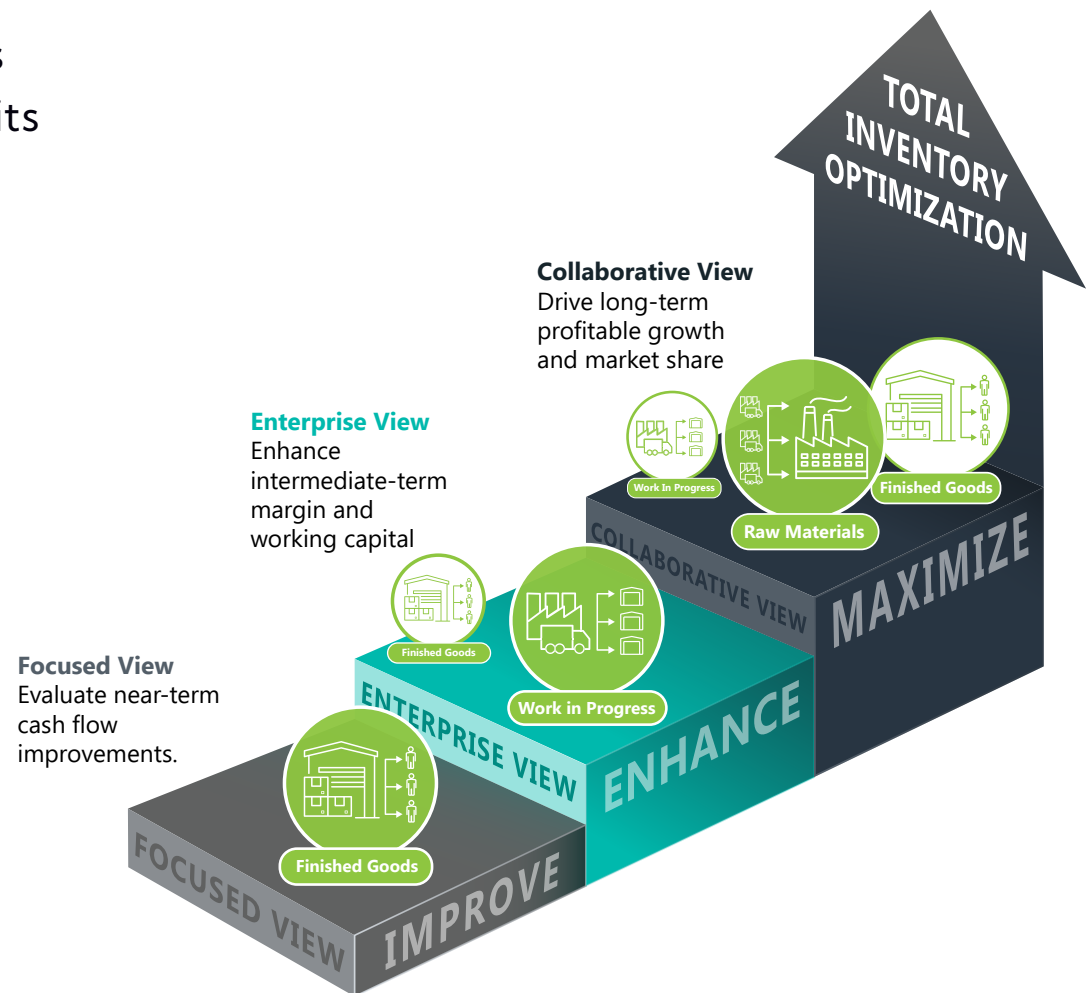 TOTAL
INVENTORY
OPTIMIZATION
Collaborative View
Drive long-term
profitable growth
and market share
Work In Progress
Raw Materials
Finished Goods
COLLABORATIVE VIEW
MAXIMIZE
Enterprise View
Enhance
intermediate-term
margin and
working capital
Finished Goods
Work in Progress
ENTERPRISE VIEW
ENHANCE
Focused View
Evaluate near-term
cash flow
improvements.
Finished Goods
FOCUSED VIEW
IMPROVE